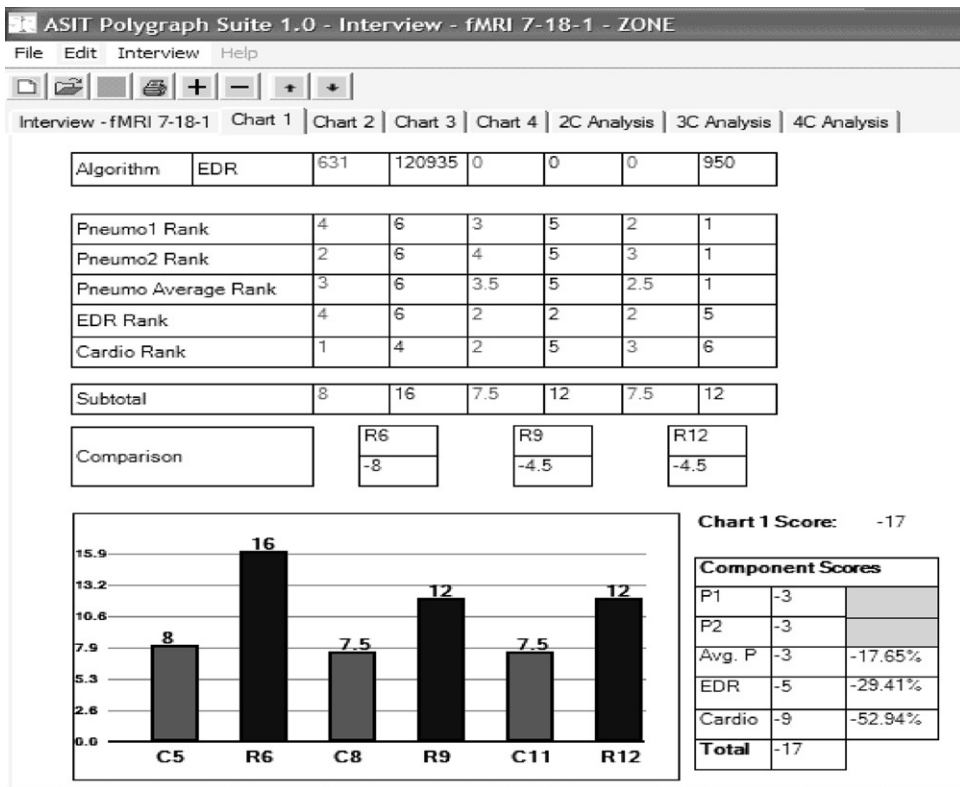 ASIT Polygraph Suite 1.0 - Interview - fMRI 7-18-1 - ZONE
File Edit Interview Help
Interview - fMRI 7-18-1 Chart 1 Chart 2 Chart 3 Chart 4 2C Analysis 3C Analysis 4C Analysis
Algorithm EDR 631 120935 0 0 0 950
Pneumo1 Rank 4 6 3 5 2 1
Pneumo2 Rank 2 6 4 5 3 1
Pneumo Average Rank 3 6 3.5 5 2.5 1
EDR Rank 4 6 2 2 2 5
Cardio Rank 1 4 2 5 3 6
Subtotal 8 16 7.5 12 7.5 12
Comparison
R6 R9 R12
-8 -4.5 -4.5
Chart 1 Score: -17
15.9
13.2
10.6
7.9
5.3
2.6
0.0
8 16 7.5 12 7.5 12
C5 R6 C8 R9 C11 R12
Component Scores
P1 -3
P2 -3
Avg. P -3 -17.65%
EDR -5 -29.41%
Cardio -9 -52.94%
Total -17